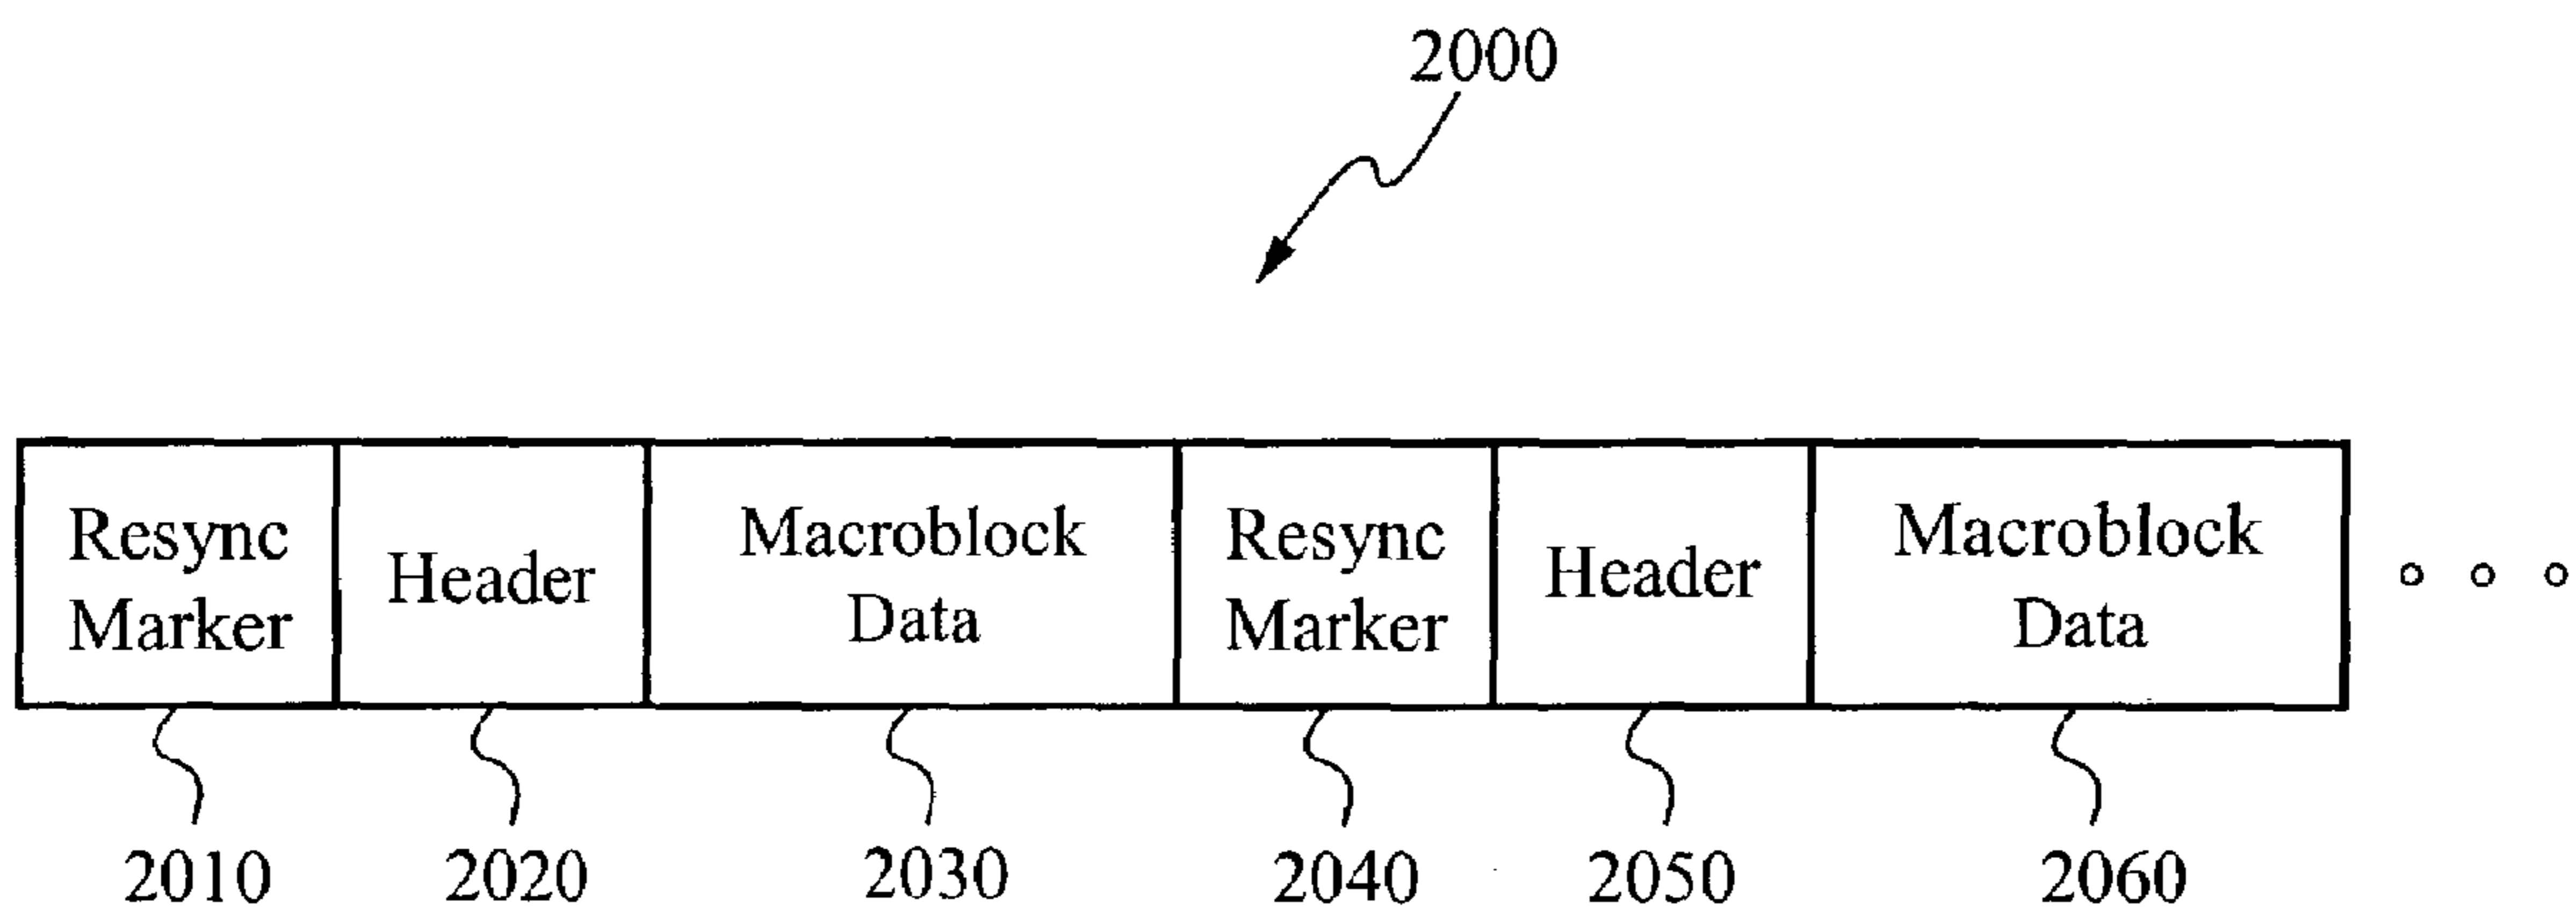 2000
Resync
Marker
Header
Macroblock
Data
Resync
Marker
Header
Macroblock
Data
2010
2020
2030
2040
2050
2060